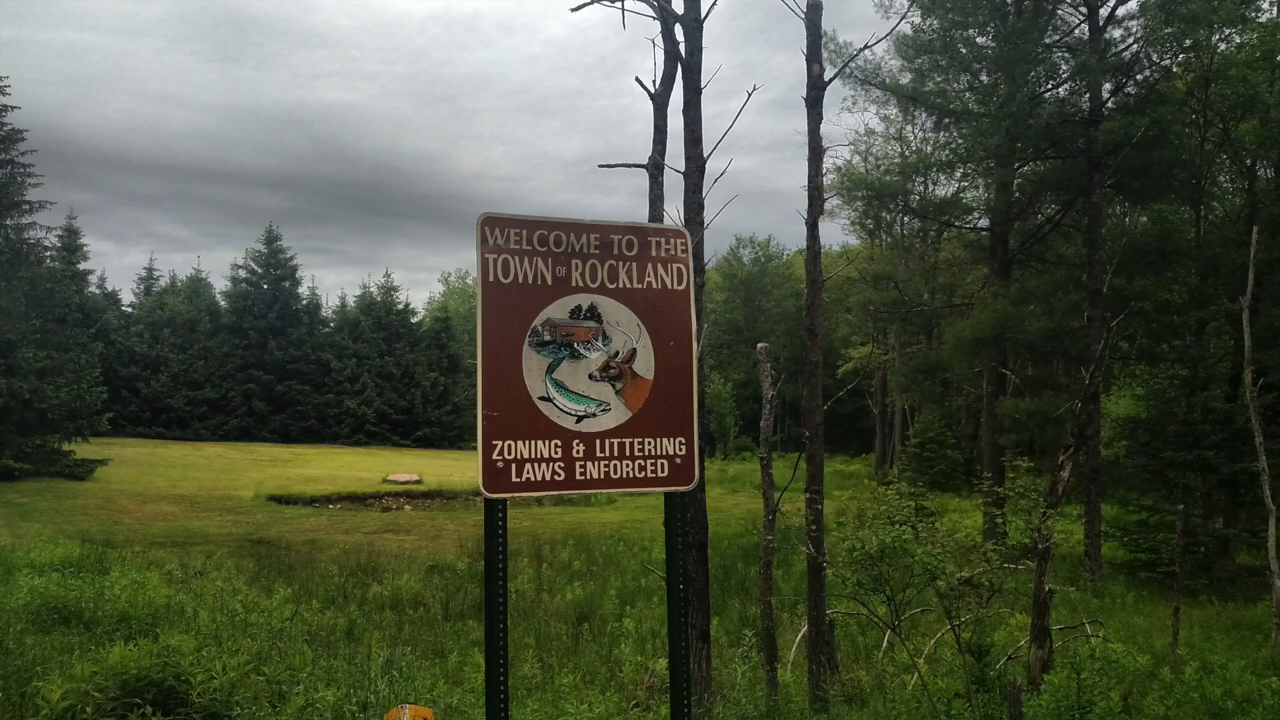 WELCOME TO THE
TOWN OF ROCKLAND
ZONING & LITTERING
LAWS ENFORCED